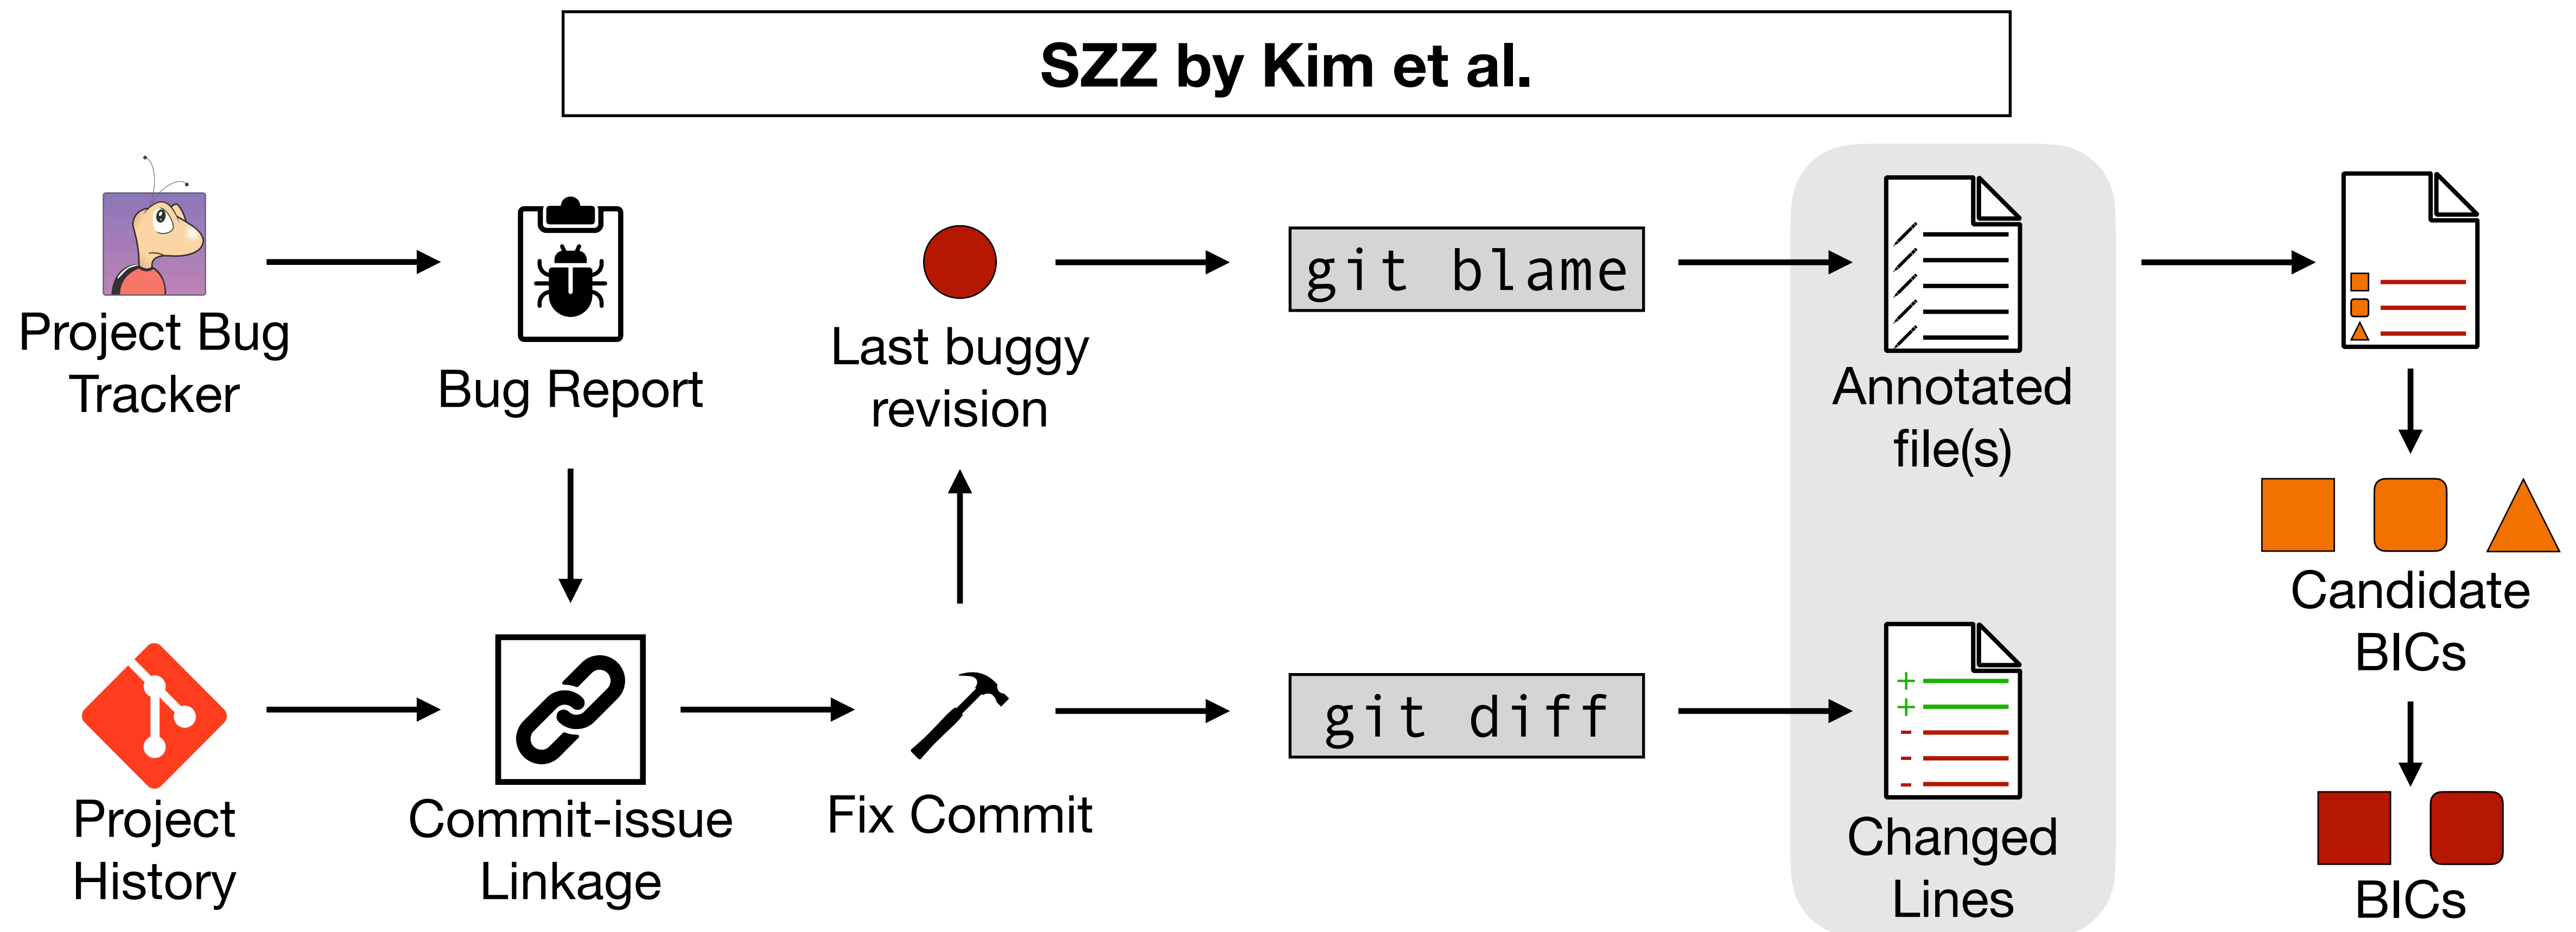 SZZ by Kim et al.
Project Bug
Tracker
Bug Report
Last buggy
revision
git blame
Annotated
file(s)
Candidate
BICs
Project
History
Commit-issue
Linkage
Fix Commit
git diff
Changed
Lines
BICs